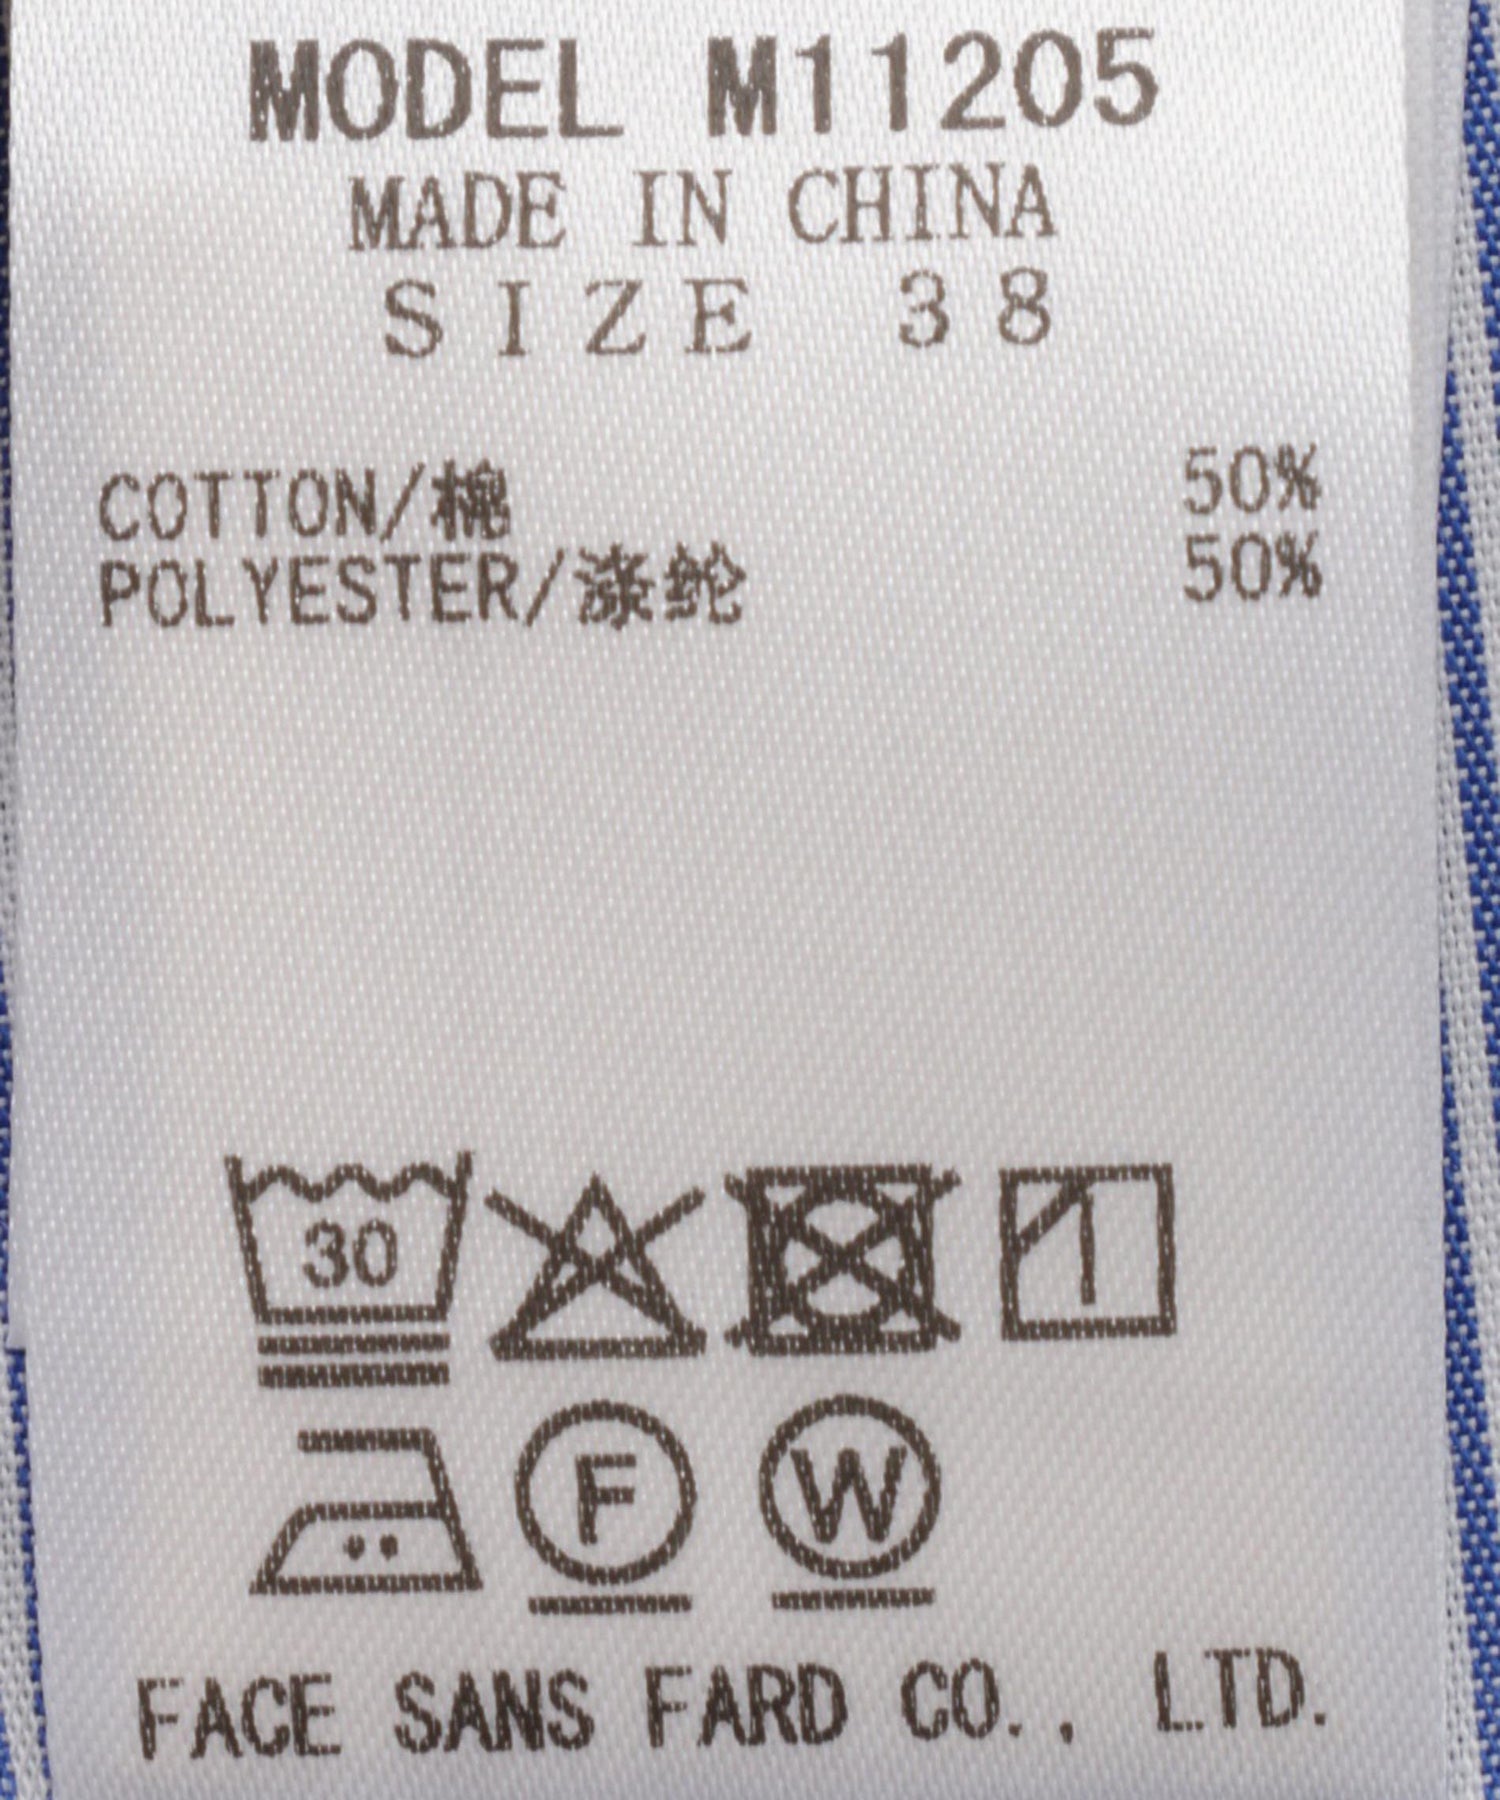 MODEL M11205
MADE IN CHINA
SIZE 38
COTTON/棉 50%
POLYESTER/涤纶 50%
30
F
W
FACE SANS FARD CO., LTD.